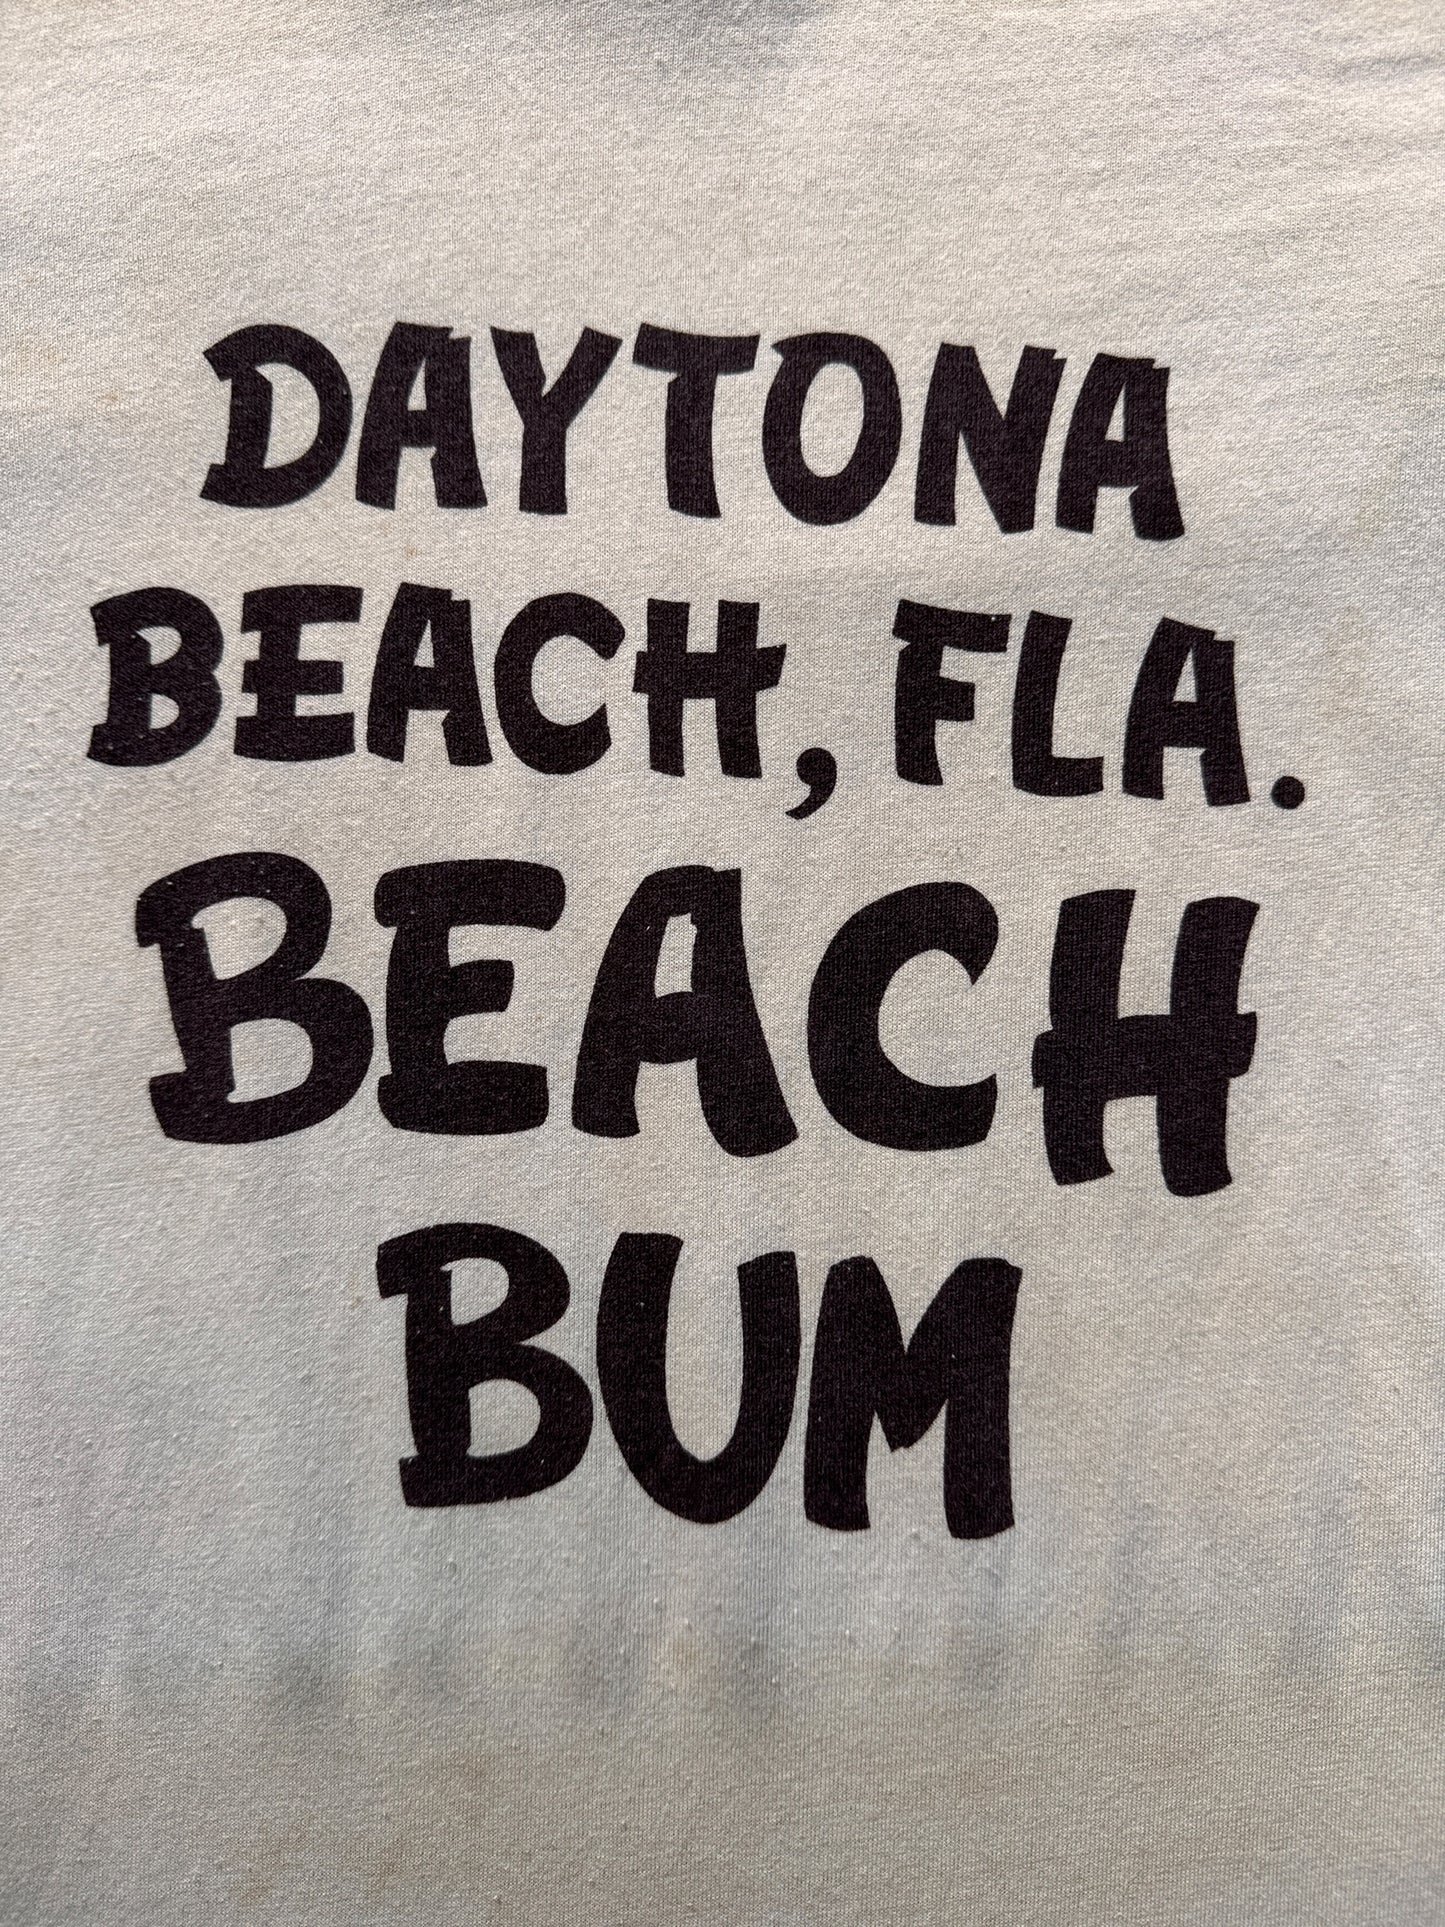 DAYTONA
BEACH, FLA.
BEACH
BUM